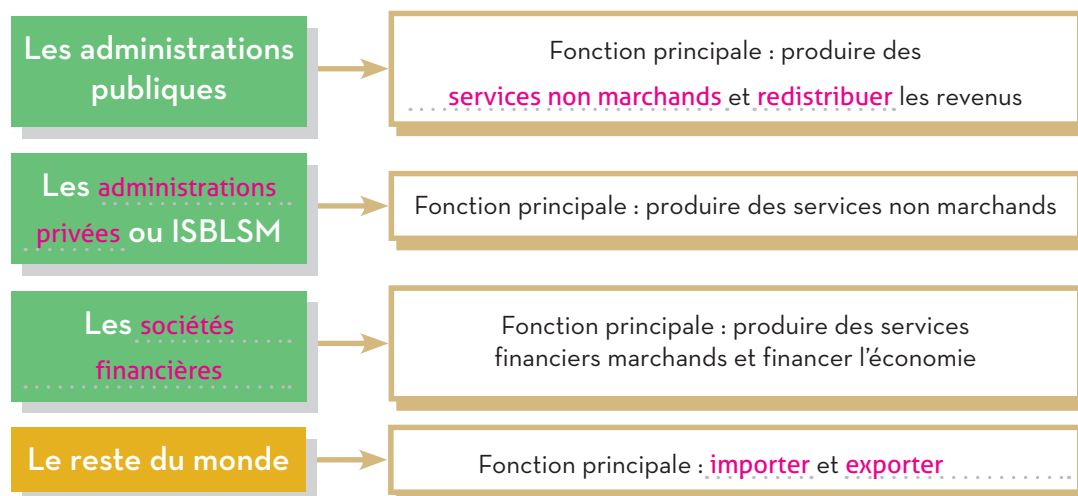 Les administrations
publiques
Fonction principale : produire des
services non marchands et redistribuer les revenus
Les administrations
privées ou ISBLSM
Fonction principale : produire des services non marchands
Les sociétés
financières
Fonction principale : produire des services
financiers marchands et financer l'économie
Le reste du monde
Fonction principale : importer et exporter